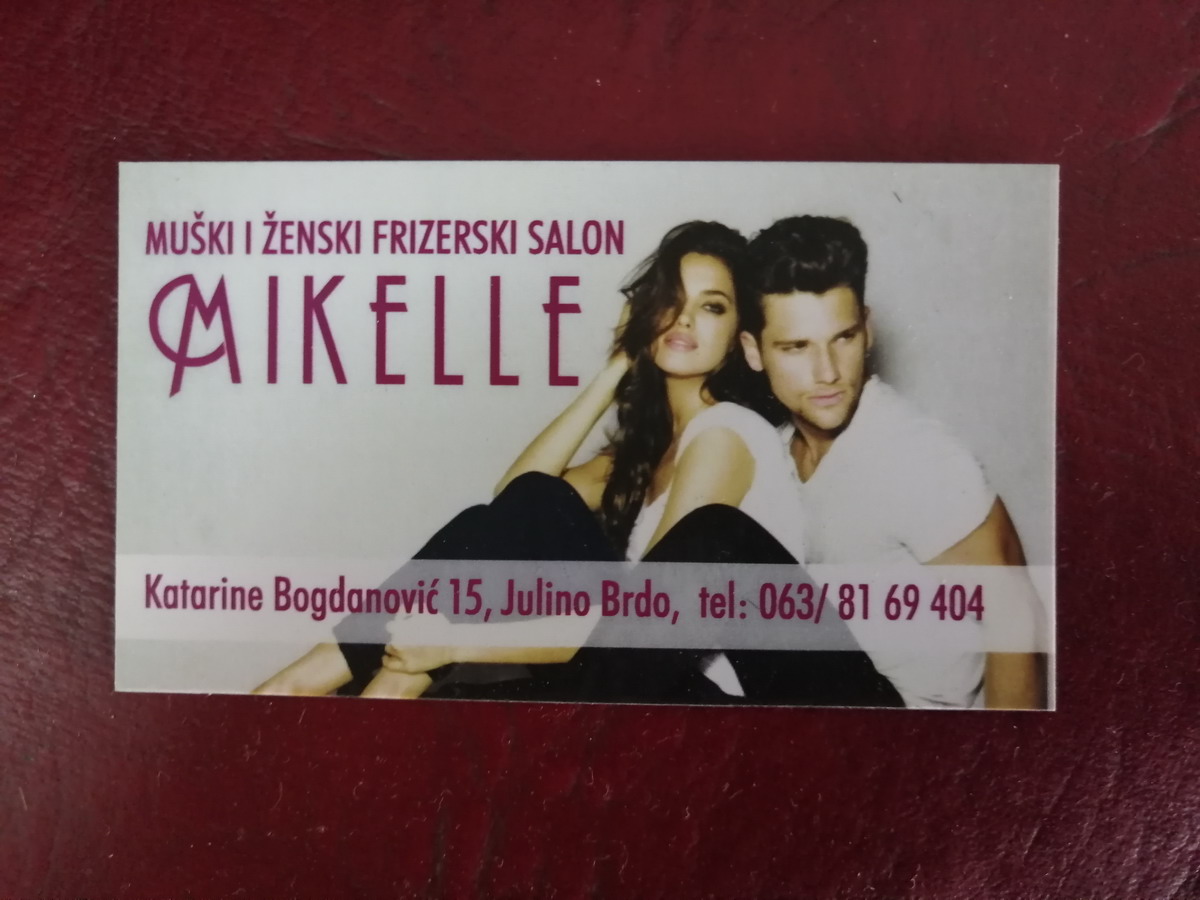 MUŠKI I ŽENSKI FRIZERSKI SALON
MIKELLE
Katarine Bogdanović 15, Julino Brdo, tel: 063/ 81 69 404